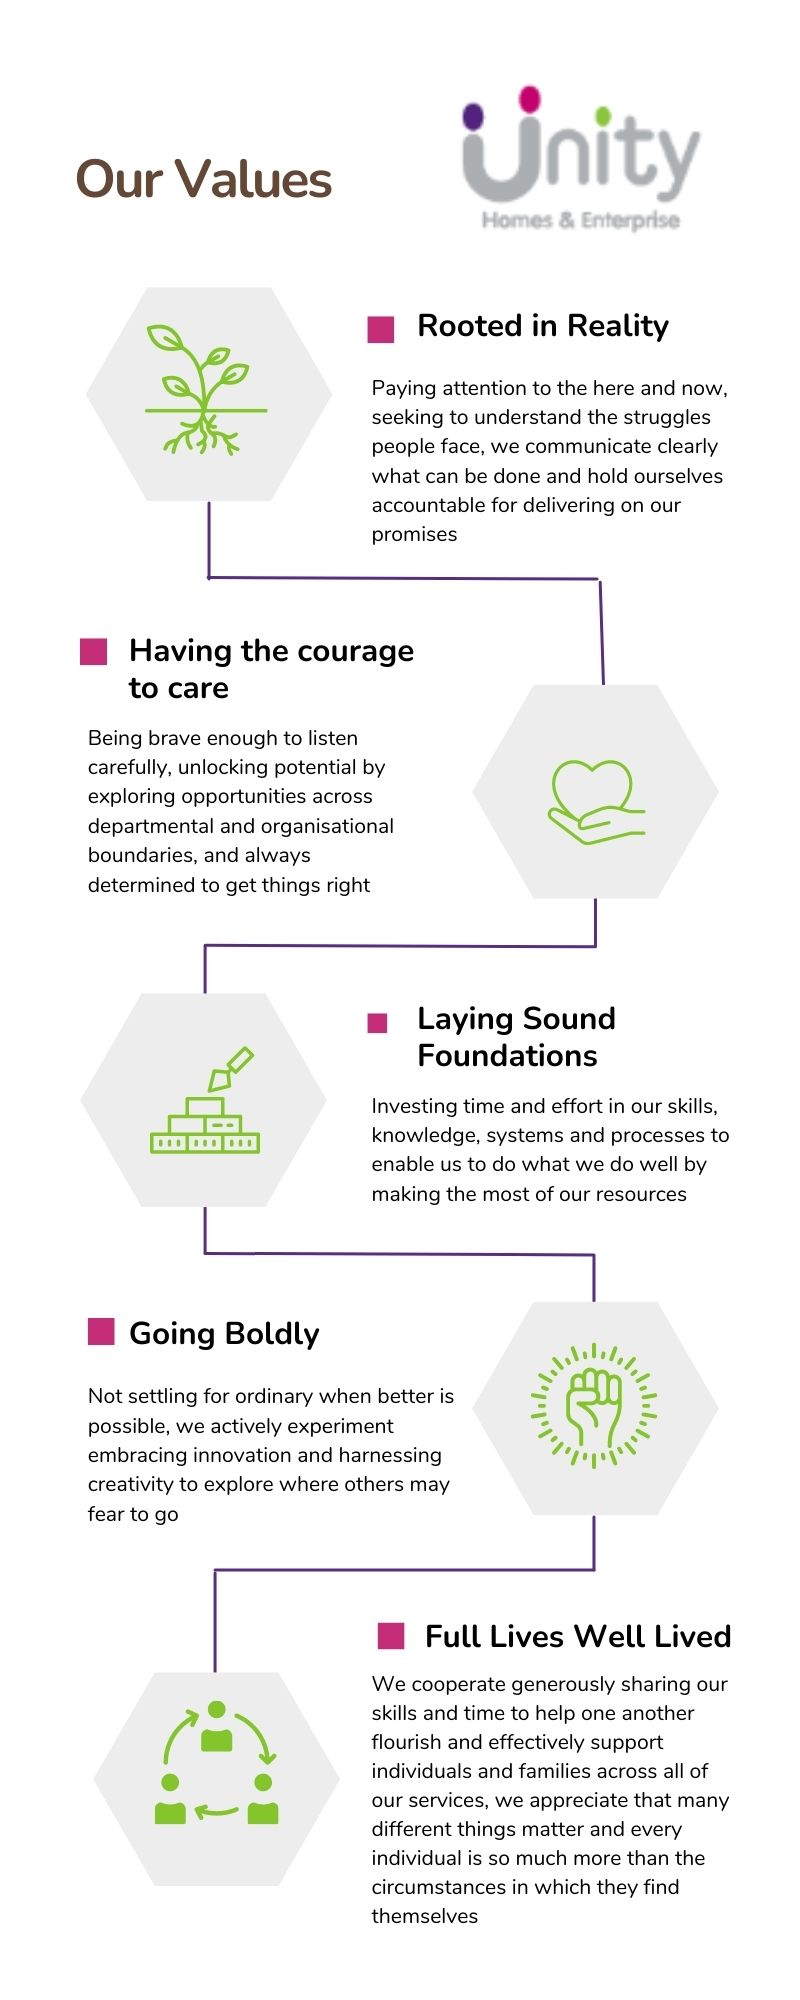 Our Values
Unity
Homes & Enterprise
Rooted in Reality
Paying attention to the here and now,
seeking to understand the struggles
people face, we communicate clearly
what can be done and hold ourselves
accountable for delivering on our
promises
Having the courage
to care
Being brave enough to listen
carefully, unlocking potential by
exploring opportunities across
departmental and organisational
boundaries, and always
determined to get things right
Laying Sound
Foundations
Investing time and effort in our skills,
knowledge, systems and processes to
enable us to do what we do well by
making the most of our resources
Going Boldly
Not settling for ordinary when better is
possible, we actively experiment
embracing innovation and harnessing
creativity to explore where others may
fear to go
Full Lives Well Lived
We cooperate generously sharing our
skills and time to help one another
flourish and effectively support
individuals and families across all of
our services, we appreciate that many
different things matter and every
individual is so much more than the
circumstances in which they find
themselves